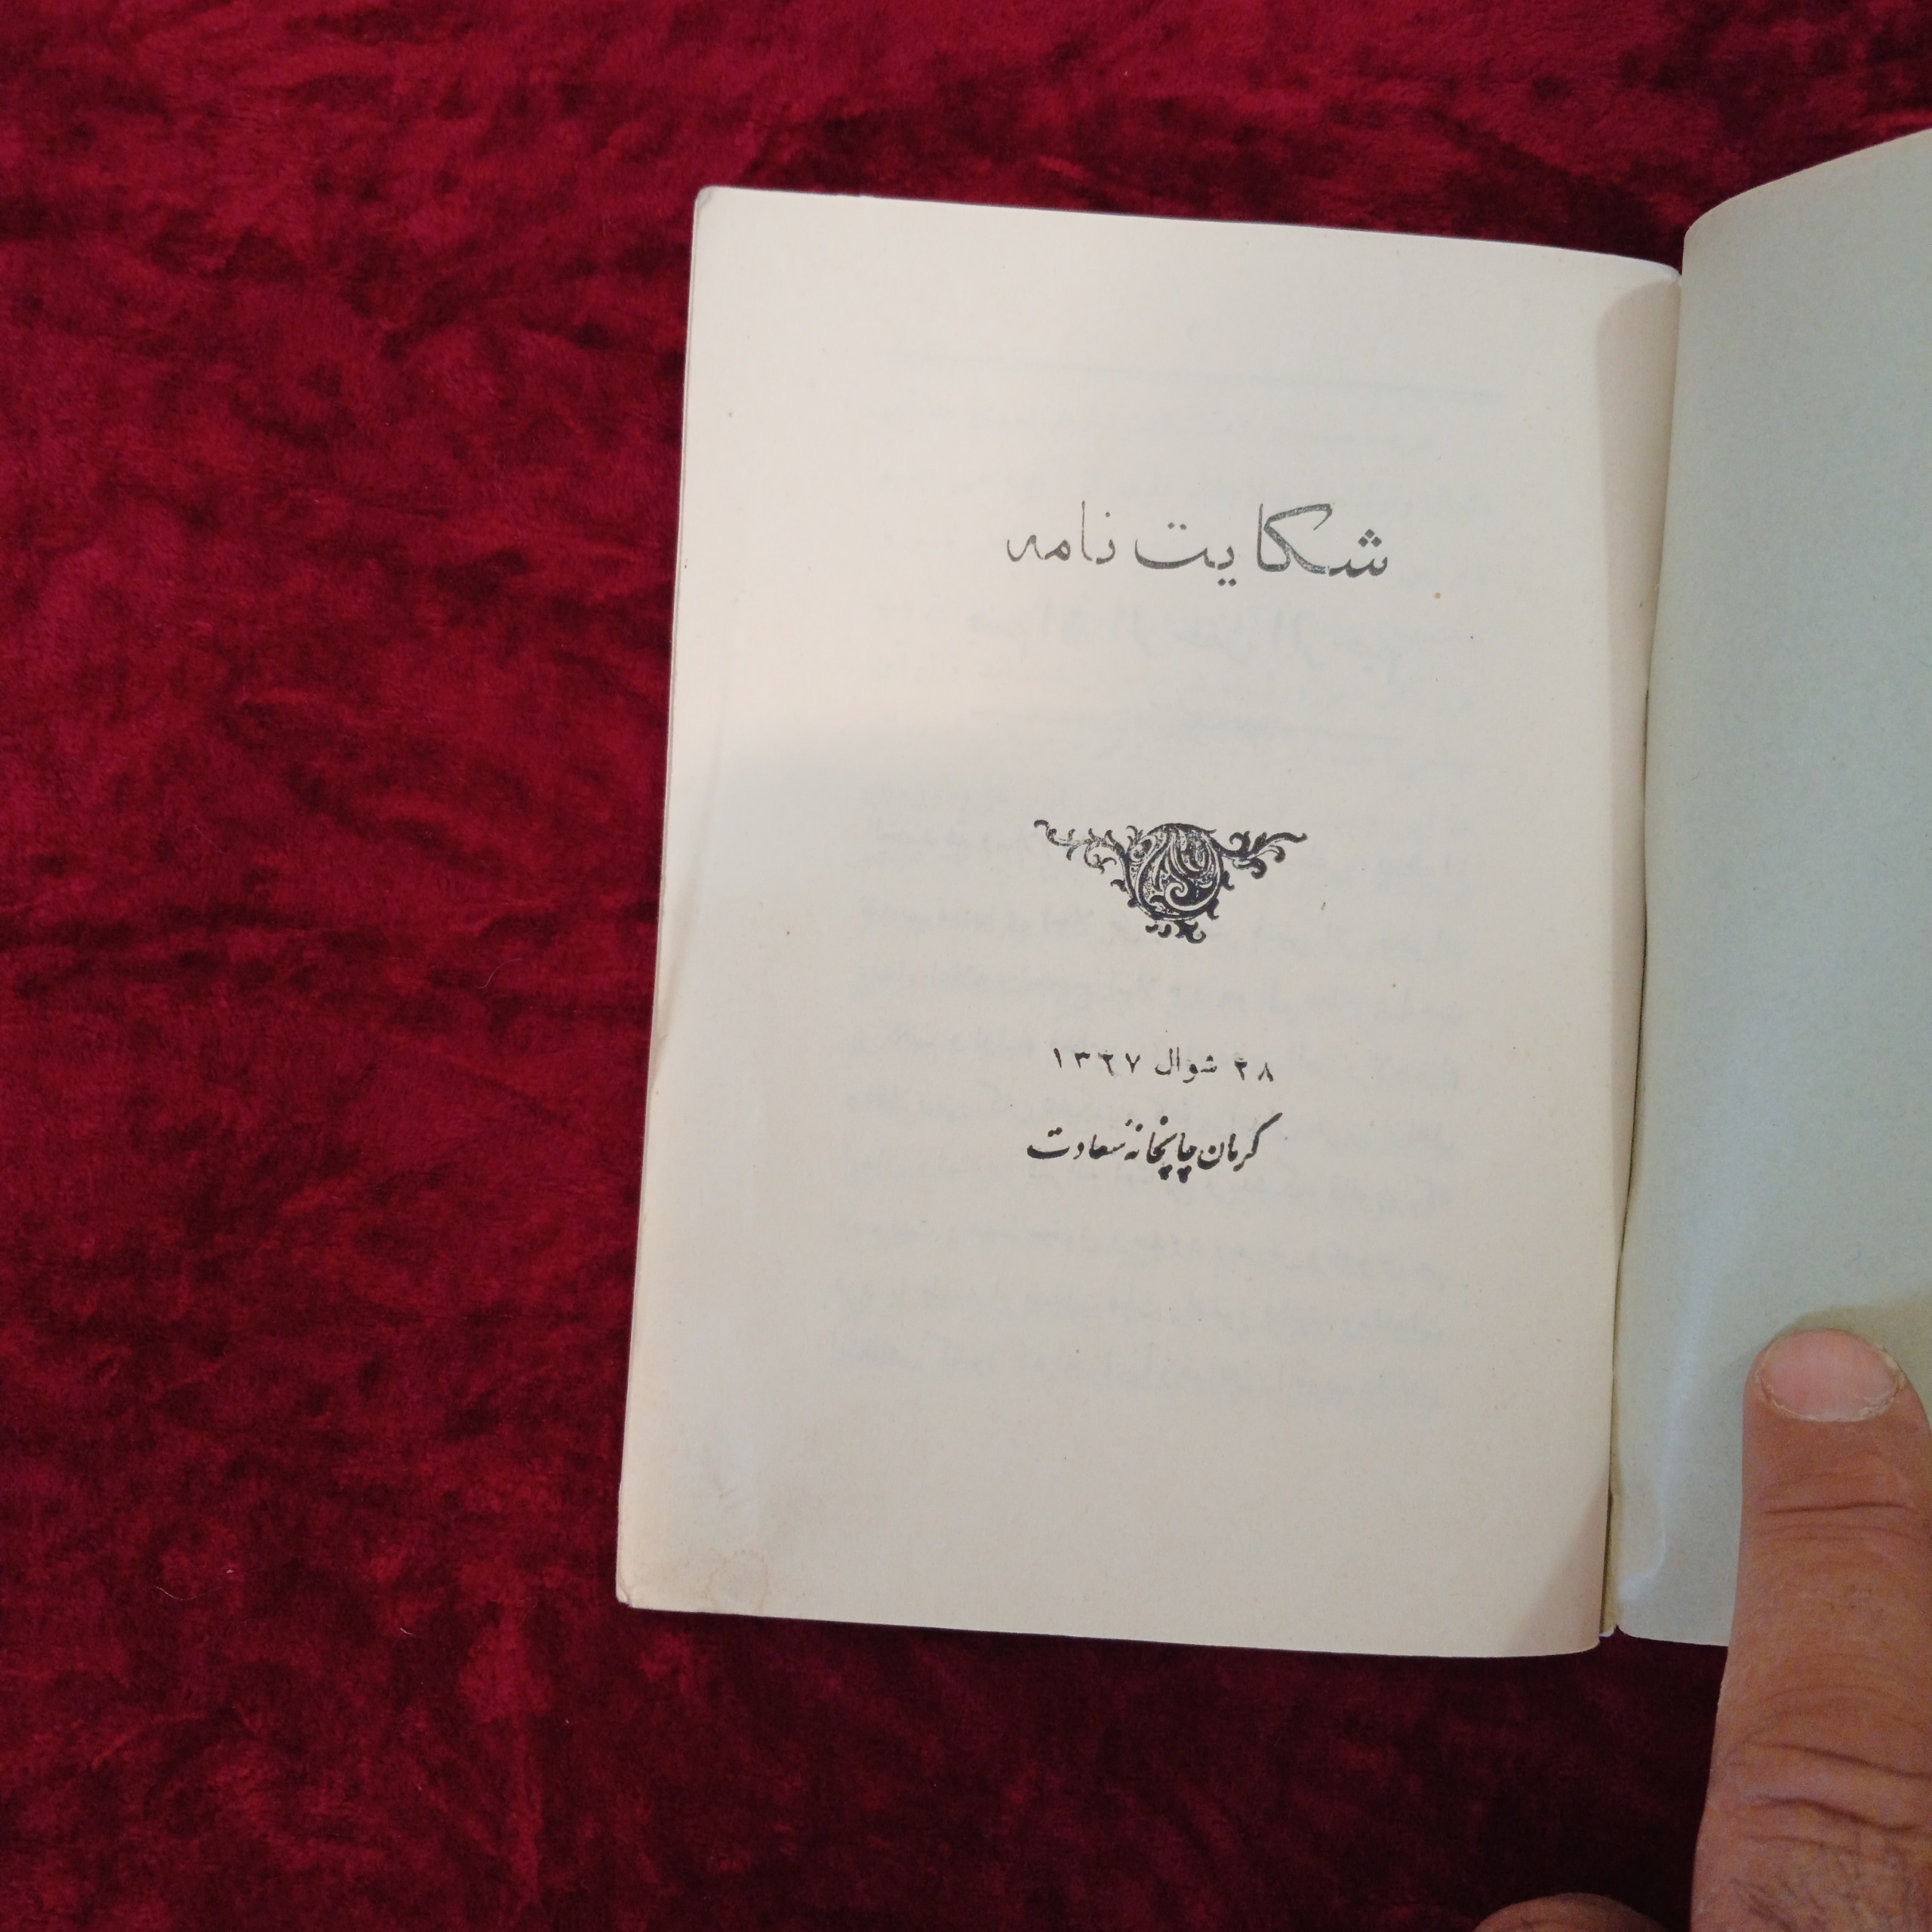 شکایت نامه
۲۸ شوال ۱۳۲۷
کرمان چاپخانهٔ سعادت